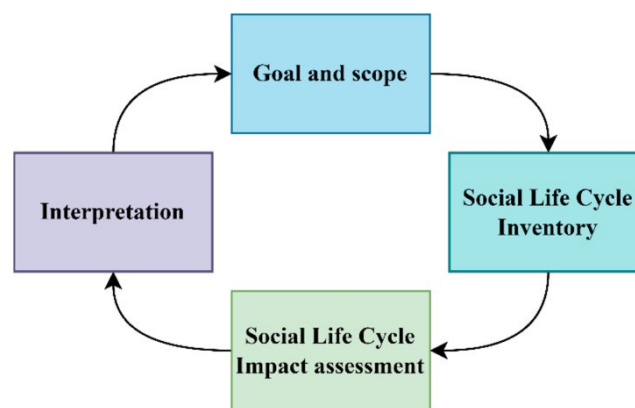 Goal and scope
Interpretation
Social Life Cycle
Inventory
Social Life Cycle
Impact assessment